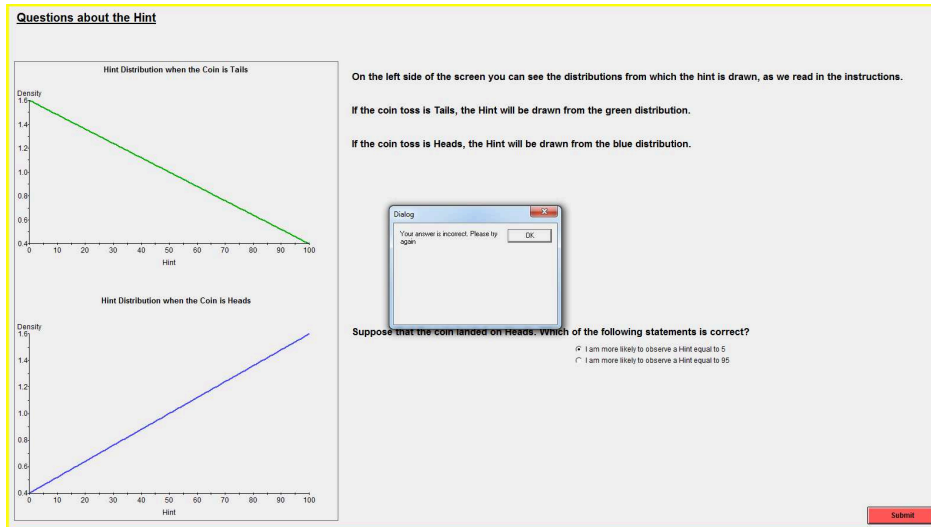 Questions about the Hint
Hint Distribution when the Coin is Tails
Density
1.6
1.4
1.2
1.0
0.8
0.6
0.4
0 10 20 30 40 50 60 70 80 90 100
Hint
Hint Distribution when the Coin is Heads
Density
1.6
1.4
1.2
1.0
0.8
0.6
0.4
0 10 20 30 40 50 60 70 80 90 100
Hint
On the left side of the screen you can see the distributions from which the hint is drawn, as we read in the instructions.
If the coin toss is Tails, the Hint will be drawn from the green distribution.
If the coin toss is Heads, the Hint will be drawn from the blue distribution.
Dialog
Your answer is incorrect. Please try
again
OK
Suppose that the coin landed on Heads. Which of the following statements is correct?
I am more likely to observe a Hint equal to 5
I am more likely to observe a Hint equal to 95
Submit